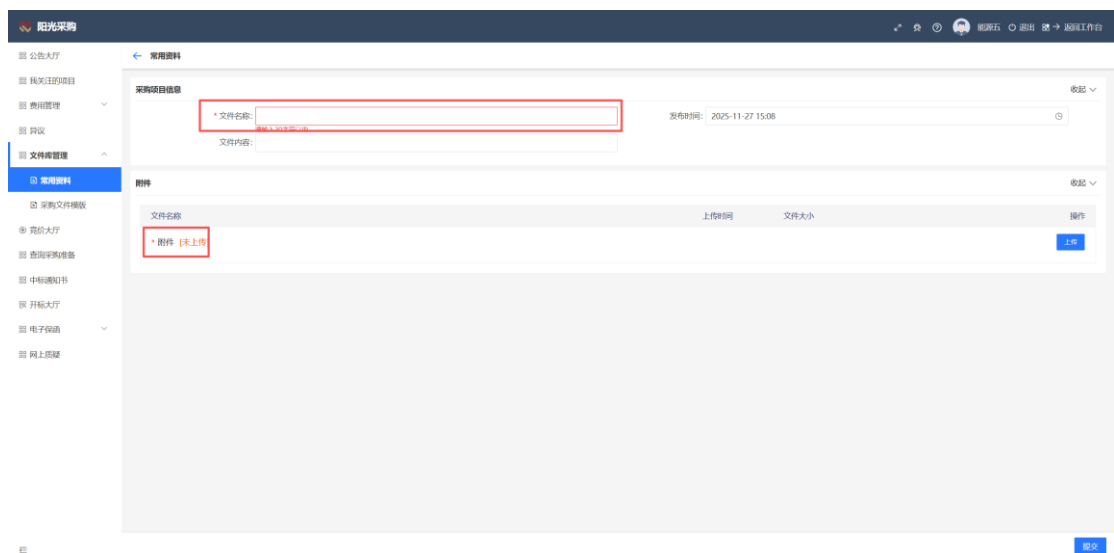 阳光采购
能源五 退出 返回工作台
公告大厅
我关注的项目
费用管理
异议
文件库管理
常用资料
采购文件模版
竞价大厅
查阅采购准备
中标通知书
开标大厅
电子保函
网上质疑
常用资料
采购项目信息 收起
* 文件名称:
发布时间: 2025-11-27 15:08
文件内容:
附件 收起
文件名称 上传时间 文件大小 操作
* 附件 [未上传] 上传
提交